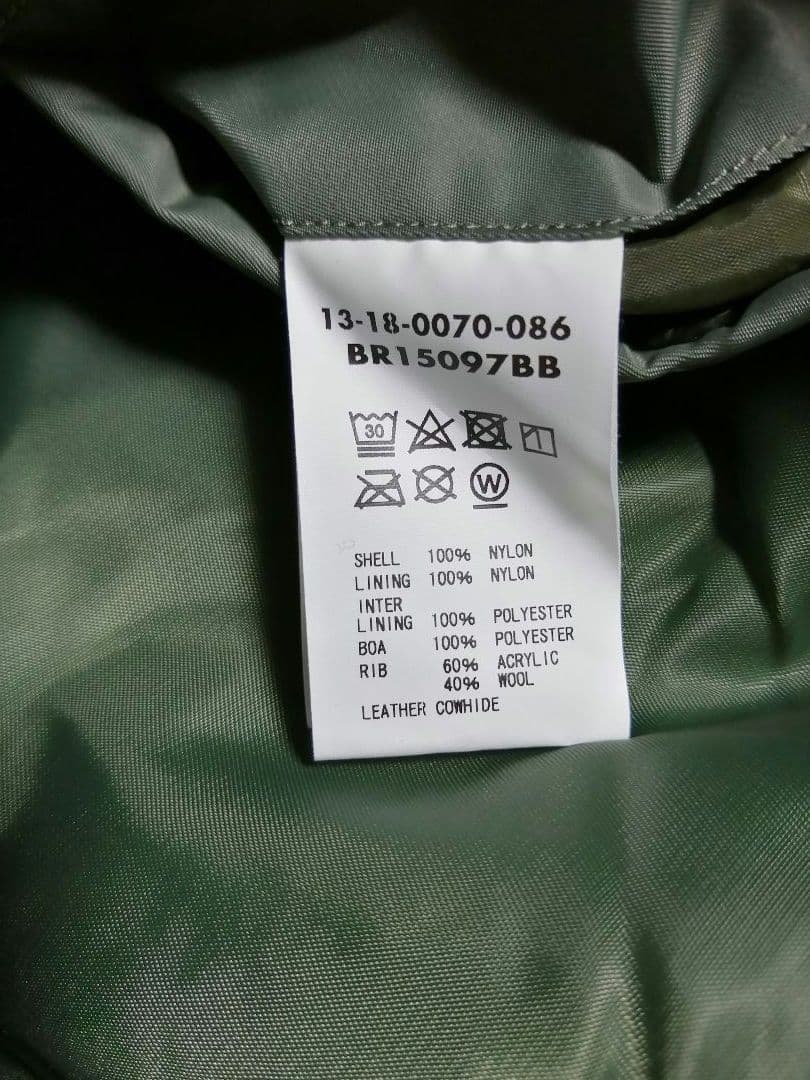 13-18-0070-086
BR15097BB
30
W
SHELL 100% NYLON
LINING 100% NYLON
INTER
LINING 100% POLYESTER
BOA 100% POLYESTER
RIB 60% ACRYLIC
40% WOOL
LEATHER COWHIDE